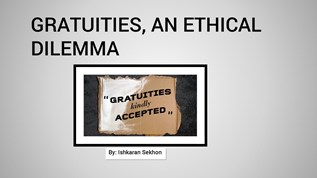 GRATUITIES, AN ETHICAL
DILEMMA
"GRATUITIES
kindly
ACCEPTED"
By: Ishkaran Sekhon